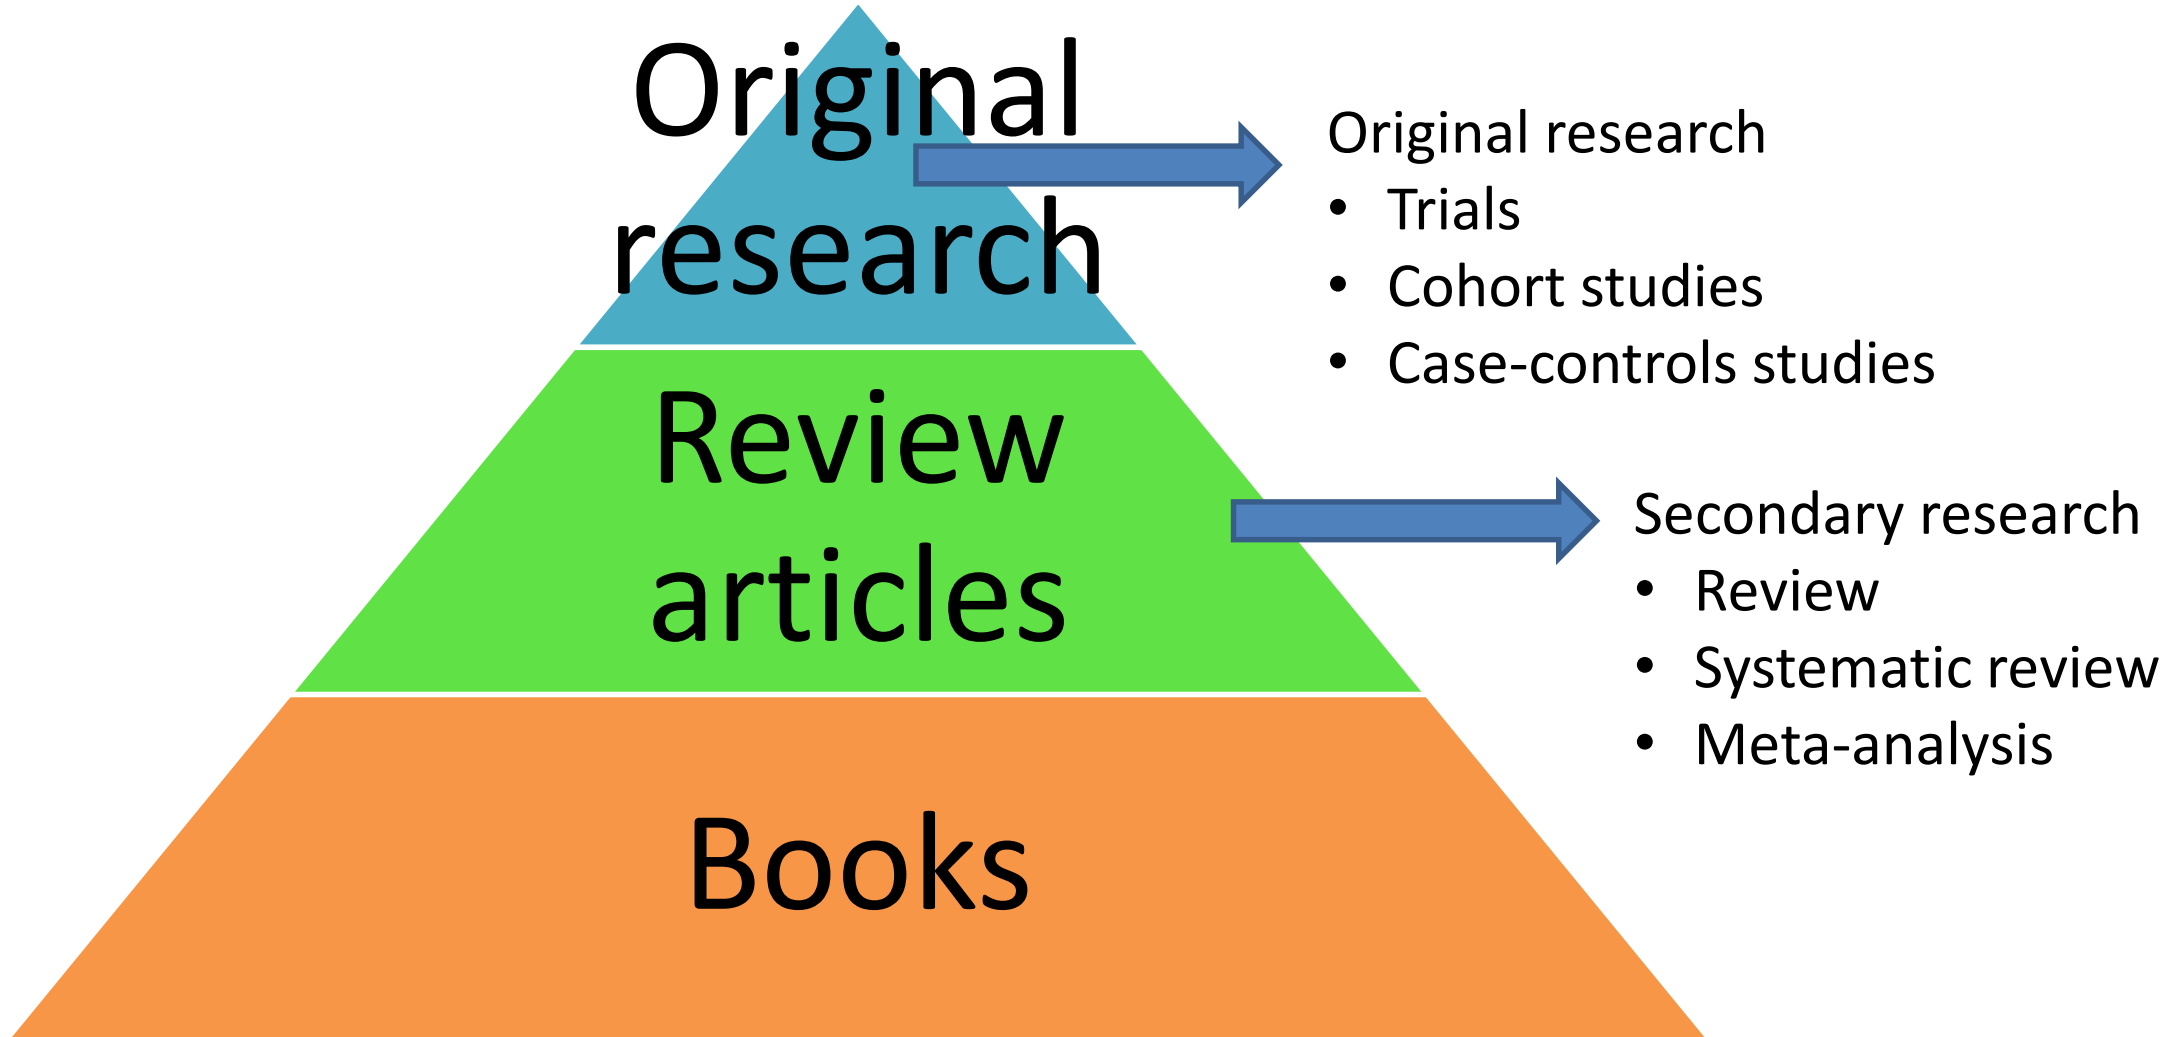 Original
research
Original research
• Trials
• Cohort studies
• Case-controls studies
Review
articles
Secondary research
• Review
• Systematic review
• Meta-analysis
Books